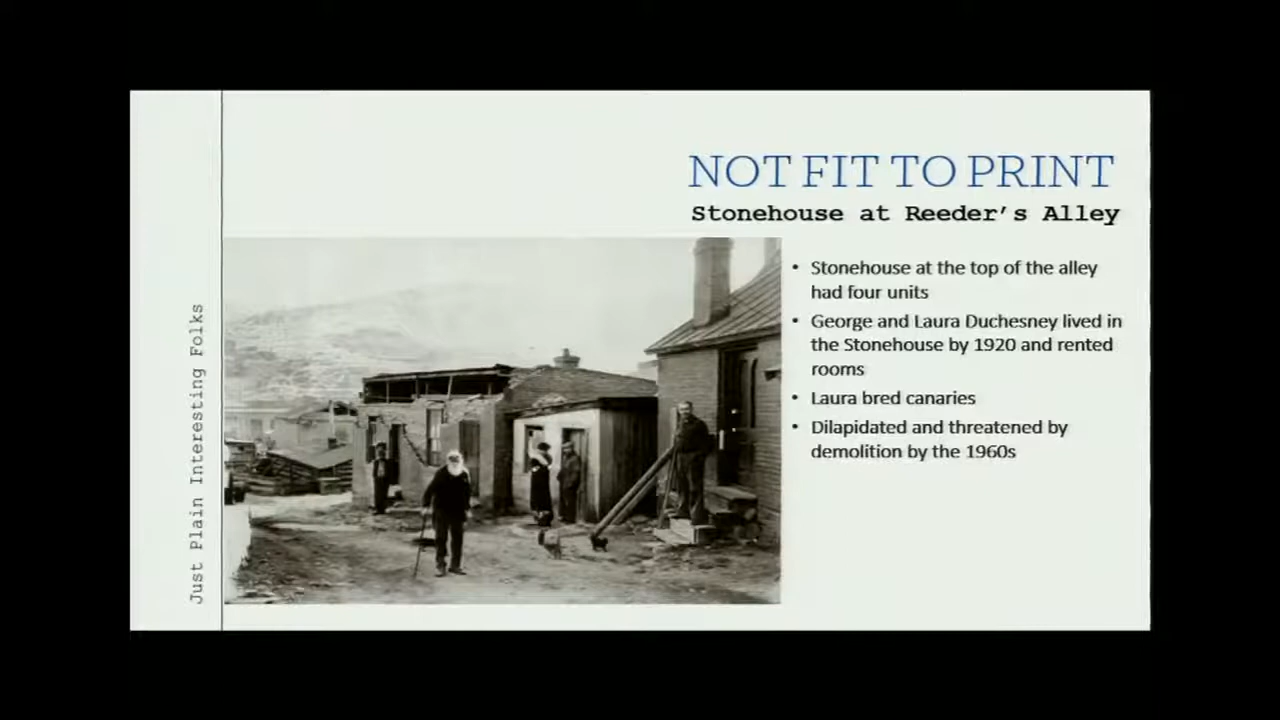 NOT FIT TO PRINT
Stonehouse at Reeder's Alley
• Stonehouse at the top of the alley
had four units
• George and Laura Duchesney lived in
the Stonehouse by 1920 and rented
rooms
• Laura bred canaries
• Dilapidated and threatened by
demolition by the 1960s
Just Plain Interesting Folks